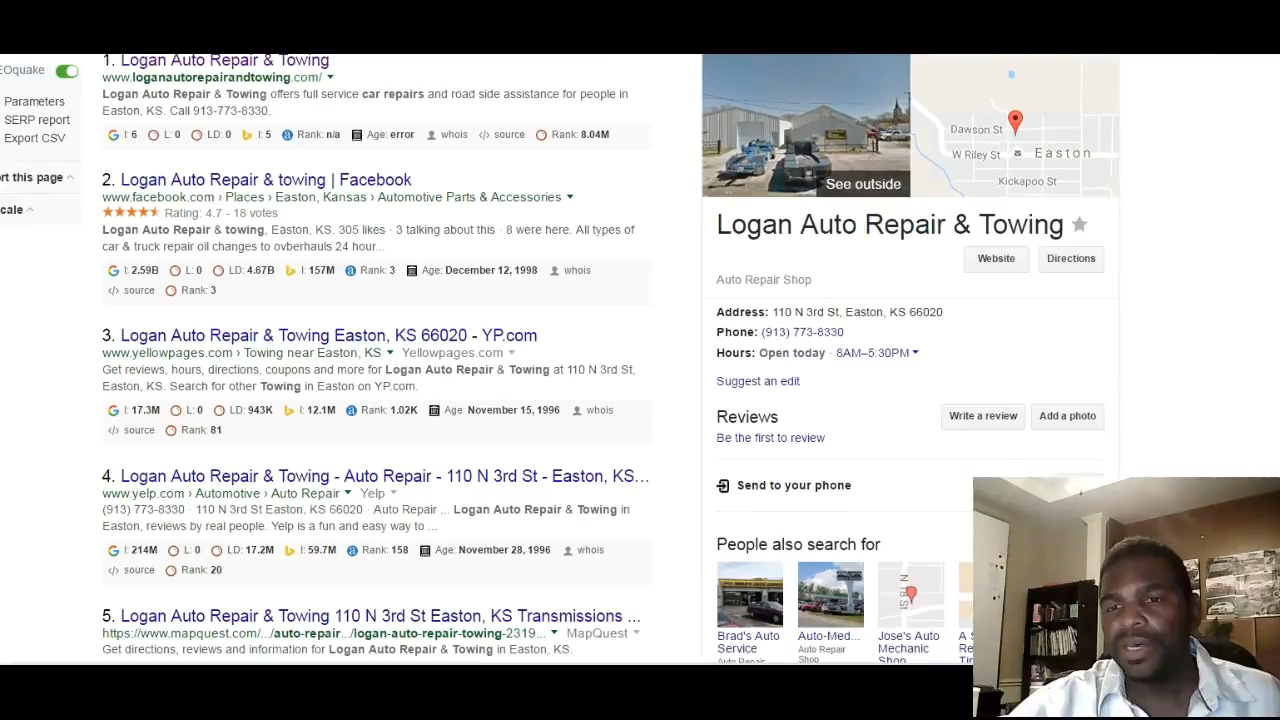 EOquake
Parameters
SERP report
Export CSV
rt this page
cale
1. Logan Auto Repair & Towing
www.loganautorepairandtowing.com/
Logan Auto Repair & Towing offers full service car repairs and road side assistance for people in
Easton, KS. Call 913-773-8330.
I: 6 L: 0 LD: 0 I: 5 Rank: n/a Age: error whois source Rank: 8.04M
2. Logan Auto Repair & towing | Facebook
www.facebook.com › Places › Easton, Kansas › Automotive Parts & Accessories
Rating: 4.7 - 18 votes
Logan Auto Repair & towing, Easton, KS. 305 likes · 3 talking about this · 8 were here. All types of
car & truck repair oil changes to ovberhauls 24 hour...
I: 2.59B L: 0 LD: 4.67B I: 157M Rank: 3 Age: December 12, 1998 whois
source Rank: 3
3. Logan Auto Repair & Towing Easton, KS 66020 - YP.com
www.yellowpages.com › Towing near Easton, KS Yellowpages.com
Get reviews, hours, directions, coupons and more for Logan Auto Repair & Towing at 110 N 3rd St,
Easton, KS. Search for other Towing in Easton on YP.com.
I: 17.3M L: 0 LD: 943K I: 12.1M Rank: 1.02K Age: November 15, 1996 whois
source Rank: 81
4. Logan Auto Repair & Towing - Auto Repair - 110 N 3rd St - Easton, KS...
www.yelp.com › Automotive › Auto Repair Yelp
(913) 773-8330 · 110 N 3rd St Easton, KS 66020 · Auto Repair ... Logan Auto Repair & Towing in
Easton, reviews by real people. Yelp is a fun and easy way to ...
I: 214M L: 0 LD: 17.2M I: 59.7M Rank: 158 Age: November 28, 1996 whois
source Rank: 20
5. Logan Auto Repair & Towing 110 N 3rd St Easton, KS Transmissions ...
https://www.mapquest.com/.../auto-repair.../logan-auto-repair-towing-2319... MapQuest
Get directions, reviews and information for Logan Auto Repair & Towing in Easton, KS.
See outside
Dawson St
W Riley St
Easton
Kickapoo St
Logan Auto Repair & Towing
Website Directions
Auto Repair Shop
Address: 110 N 3rd St, Easton, KS 66020
Phone: (913) 773-8330
Hours: Open today · 8AM–5:30PM
Suggest an edit
Reviews
Write a review Add a photo
Be the first to review
Send to your phone
People also search for
N 78 St
Brad's Auto Service
Auto Repair
Auto-Med...
Auto Repair
Shop
Jose's Auto
Mechanic
Shop
A S
Re
Ti